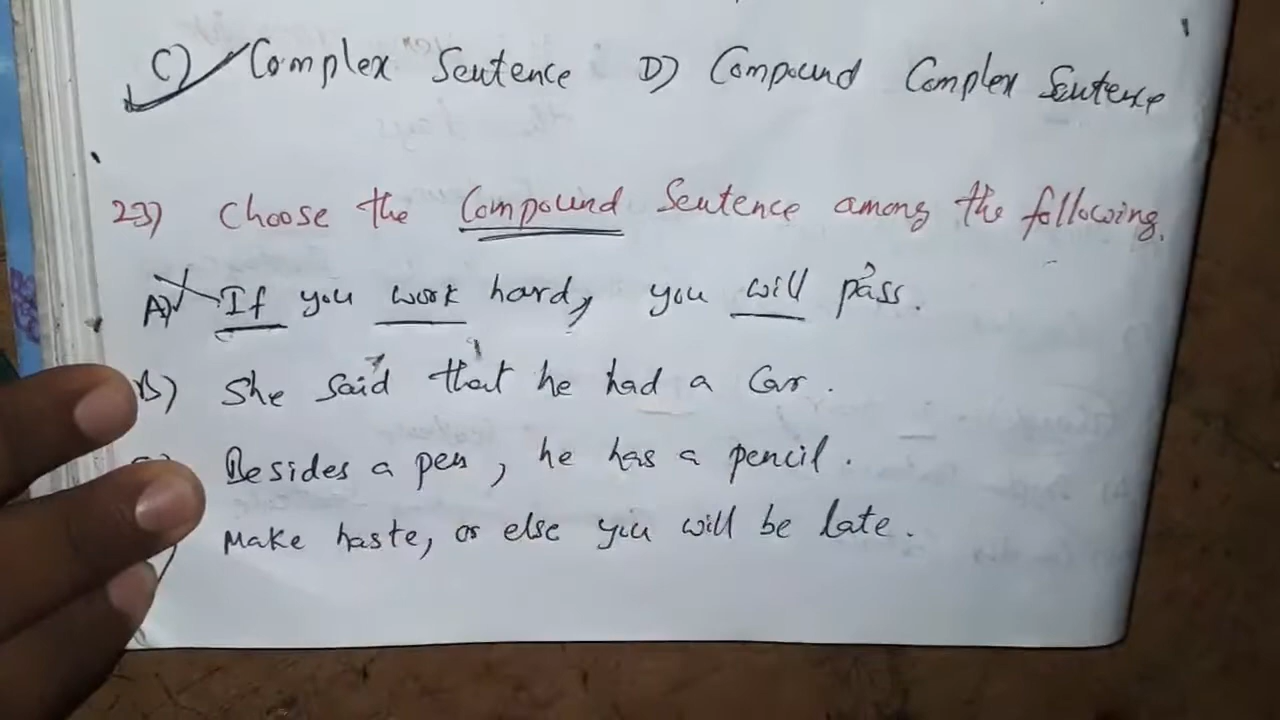 C) Complex Sentence D) Compound Complex Sentence
23) Choose the Compound Sentence among the following.
A) If you work hard, you will pass.
B) She said that he had a Car.
Besides a pen, he has a pencil.
Make haste, or else you will be late.